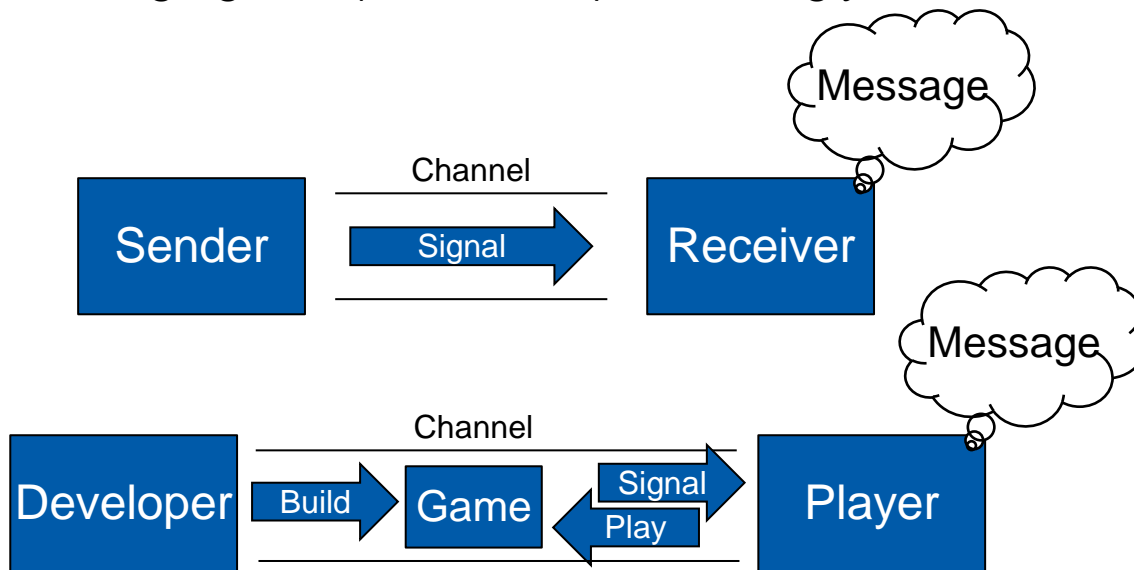 Message
Channel
Sender
Signal
Receiver
Message
Channel
Developer
Build
Game
Signal
Play
Player